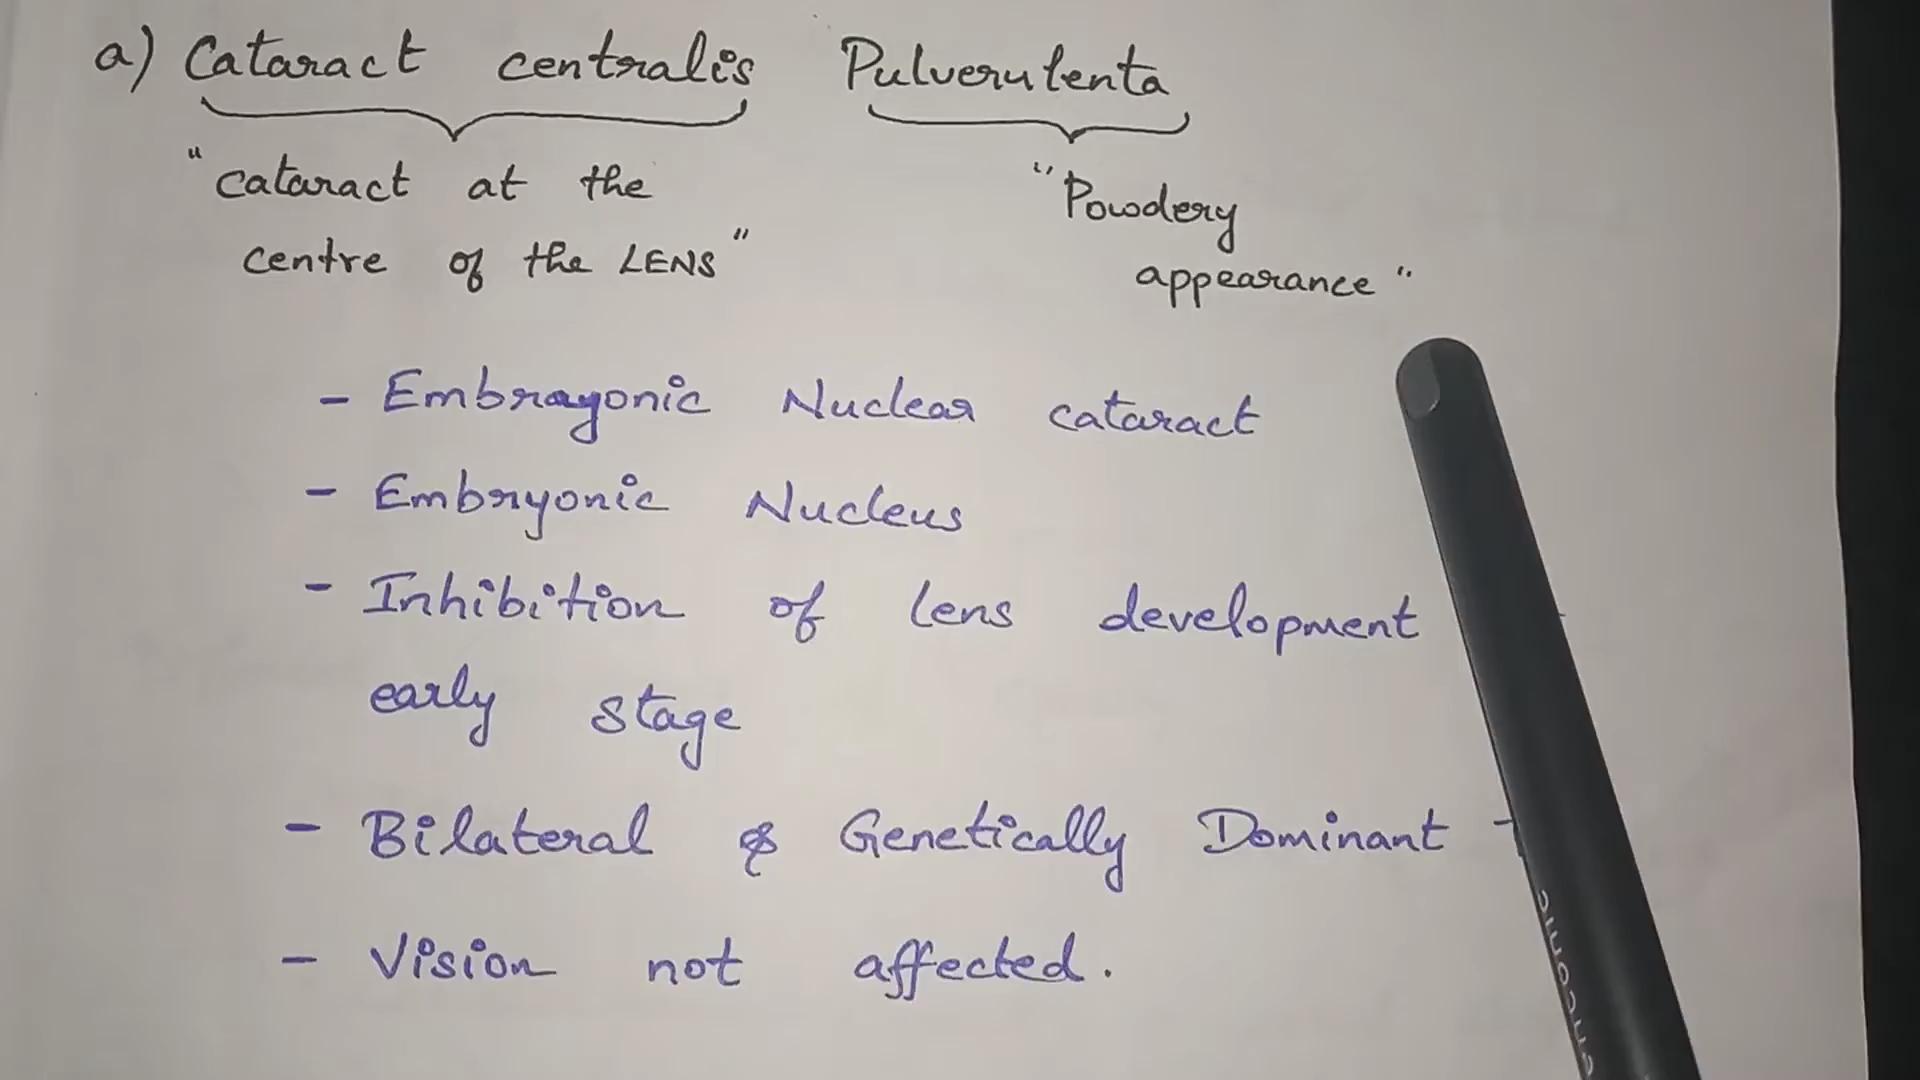 a) Cataract centralis Pulverulenta
"cataract at the
centre of the LENS"
"Powdery
appearance"
- Embrayonic Nuclear cataract
- Embryonic Nucleus
- Inhibition of lens development
early stage
- Bilateral & Genetically Dominant
- Vision not affected.